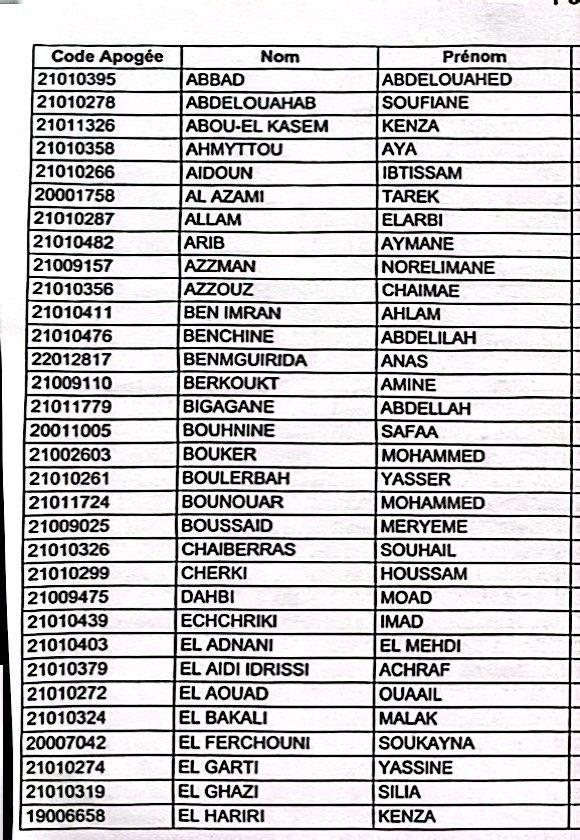 Code Apogée Nom Prénom
21010395 ABBAD ABDELOUAHED
21010278 ABDELOUAHAB SOUFIANE
21011326 ABOU-EL KASEM KENZA
21010358 AHMYTTOU AYA
21010266 AIDOUN IBTISSAM
20001758 AL AZAMI TAREK
21010287 ALLAM ELARBI
21010482 ARIB AYMANE
21009157 AZZMAN NORELIMANE
21010356 AZZOUZ CHAIMAE
21010411 BEN IMRAN AHLAM
21010476 BENCHINE ABDELILAH
22012817 BENMGUIRIDA ANAS
21009110 BERKOUKT AMINE
21011779 BIGAGANE ABDELLAH
20011005 BOUHNINE SAFAA
21002603 BOUKER MOHAMMED
21010261 BOULERBAH YASSER
21011724 BOUNOUAR MOHAMMED
21009025 BOUSSAID MERYEME
21010326 CHAIBERRAS SOUHAIL
21010299 CHERKI HOUSSAM
21009475 DAHBI MOAD
21010439 ECHCHRIKI IMAD
21010403 EL ADNANI EL MEHDI
21010379 EL AIDI IDRISSI ACHRAF
21010272 EL AOUAD OUAAIL
21010324 EL BAKALI MALAK
20007042 EL FERCHOUNI SOUKAYNA
21010274 EL GARTI YASSINE
21010319 EL GHAZI SILIA
19006658 EL HARIRI KENZA